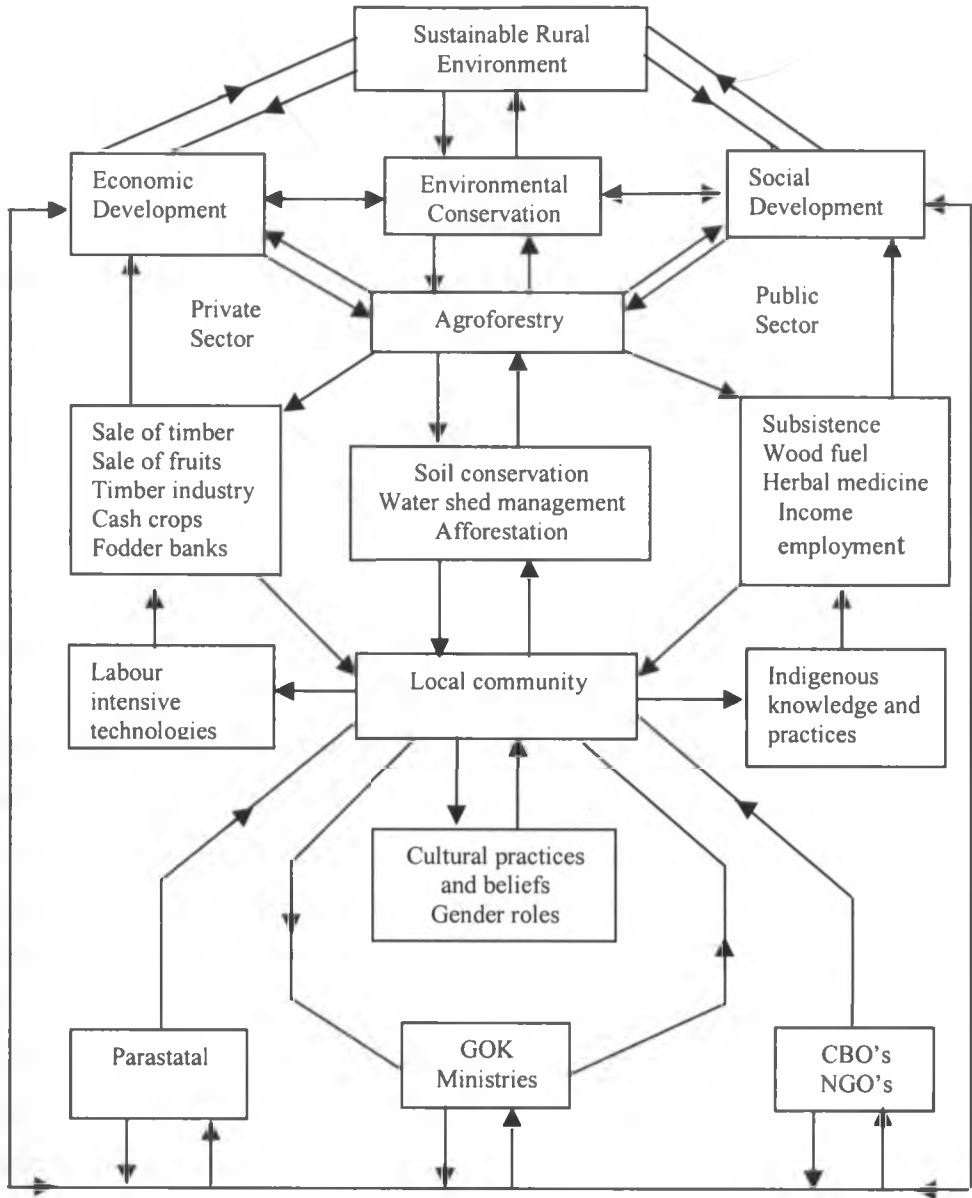 Sustainable Rural
Environment
Economic
Development
Environmental
Conservation
Social
Development
Private
Sector
Agroforestry
Public
Sector
Sale of timber
Sale of fruits
Timber industry
Cash crops
Fodder banks
Soil conservation
Water shed management
Afforestation
Subsistence
Wood fuel
Herbal medicine
Income
employment
Labour
intensive
technologies
Local community
Indigenous
knowledge and
practices
Cultural practices
and beliefs
Gender roles
Parastatal
GOK
Ministries
CBO's
NGO's